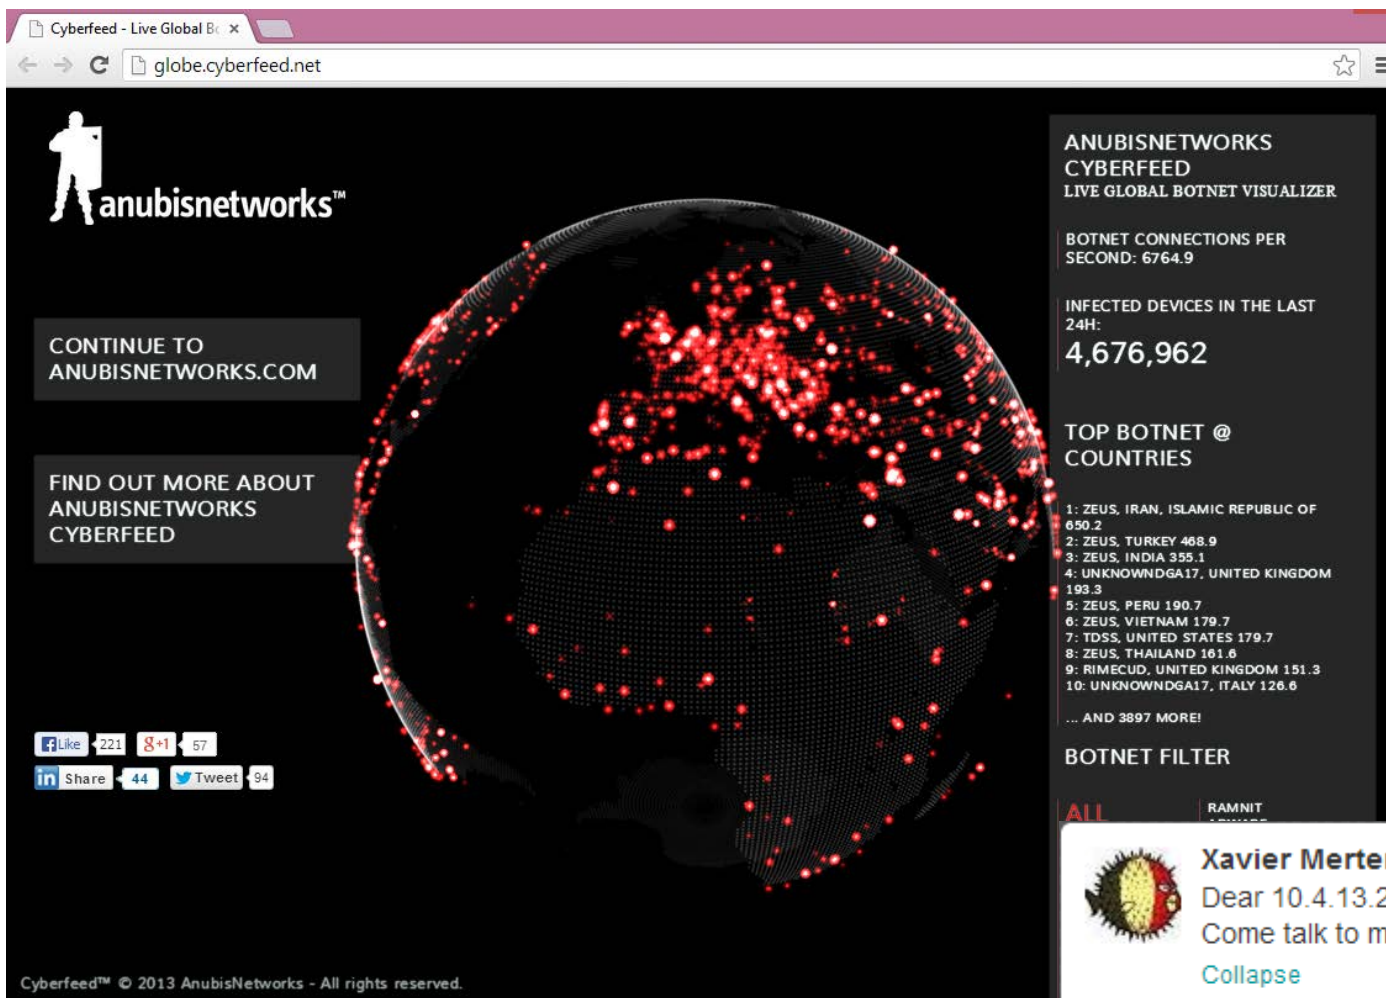 Cyberfeed - Live Global Bo
globe.cyberfeed.net
anubisnetworks™
CONTINUE TO
ANUBISNETWORKS.COM
FIND OUT MORE ABOUT
ANUBISNETWORKS
CYBERFEED
Like 221 g+1 57
in Share 44 Tweet 94
Cyberfeed™ © 2013 AnubisNetworks - All rights reserved.
ANUBISNETWORKS
CYBERFEED
LIVE GLOBAL BOTNET VISUALIZER
BOTNET CONNECTIONS PER
SECOND: 6764.9
INFECTED DEVICES IN THE LAST
24H:
4,676,962
TOP BOTNET @
COUNTRIES
1: ZEUS, IRAN, ISLAMIC REPUBLIC OF
650.2
2: ZEUS, TURKEY 468.9
3: ZEUS, INDIA 355.1
4: UNKNOWNDGA17, UNITED KINGDOM
193.3
5: ZEUS, PERU 190.7
6: ZEUS, VIETNAM 179.7
7: TDSS, UNITED STATES 179.7
8: ZEUS, THAILAND 161.6
9: RIMECUD, UNITED KINGDOM 151.3
10: UNKNOWNDGA17, ITALY 126.6
... AND 3897 MORE!
BOTNET FILTER
ALL
RAMNIT
Xavier Merte
Dear 10.4.13.2
Come talk to m
Collapse